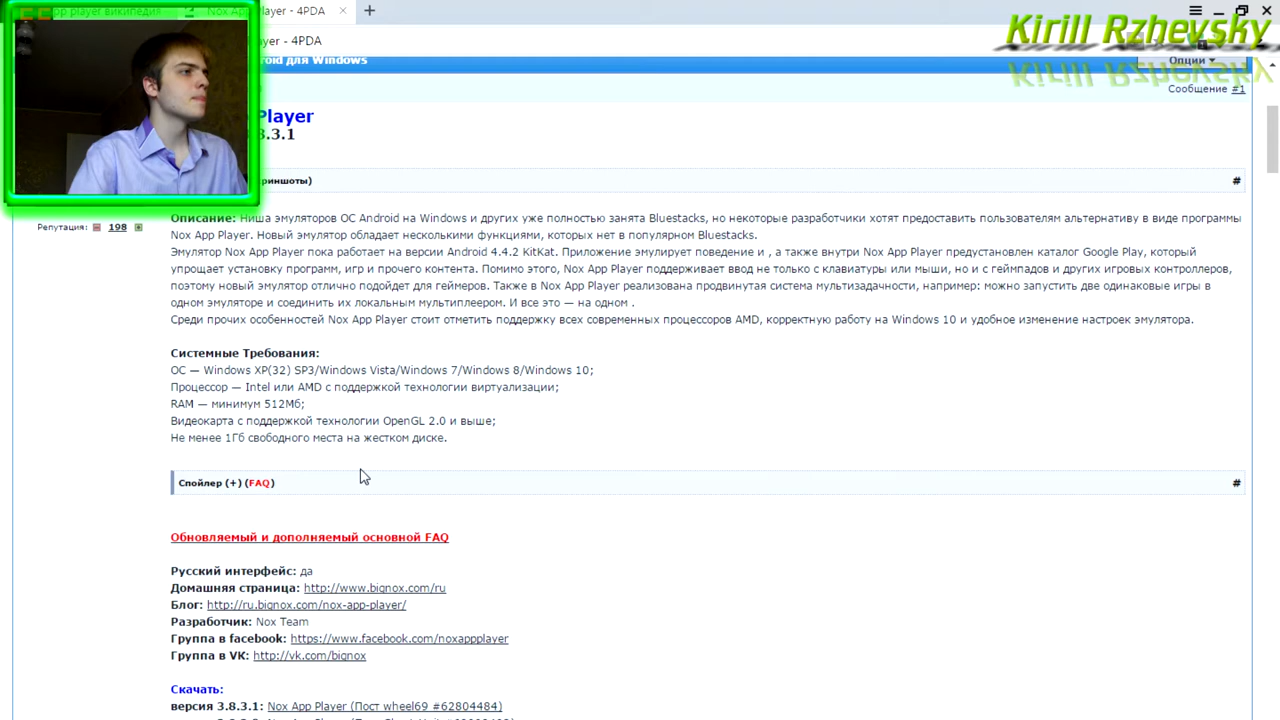 pp player википедия
Nox App Player - 4PDA
ayer - 4PDA
Kirill Rzhevsky
oid для Windows
Опции
Сообщение #1
Player
3.8.3.1
риншоты)
#
Репутация: 198
Описание: Ниша эмуляторов ОС Android на Windows и других уже полностью занята Bluestacks, но некоторые разработчики хотят предоставить пользователям альтернативу в виде программы
Nox App Player. Новый эмулятор обладает несколькими функциями, которых нет в популярном Bluestacks.
Эмулятор Nox App Player пока работает на версии Android 4.4.2 KitKat. Приложение эмулирует поведение и , а также внутри Nox App Player предустановлен каталог Google Play, который
упрощает установку программ, игр и прочего контента. Помимо этого, Nox App Player поддерживает ввод не только с клавиатуры или мыши, но и с геймпадов и других игровых контроллеров,
поэтому новый эмулятор отлично подойдет для геймеров. Также в Nox App Player реализована продвинутая система мультизадачности, например: можно запустить две одинаковые игры в
одном эмуляторе и соединить их локальным мультиплеером. И все это — на одном .
Среди прочих особенностей Nox App Player стоит отметить поддержку всех современных процессоров AMD, корректную работу на Windows 10 и удобное изменение настроек эмулятора.
Системные Требования:
ОС — Windows XP(32) SP3/Windows Vista/Windows 7/Windows 8/Windows 10;
Процессор — Intel или AMD с поддержкой технологии виртуализации;
RAM — минимум 512Мб;
Видеокарта с поддержкой технологии OpenGL 2.0 и выше;
Не менее 1Гб свободного места на жестком диске.
Спойлер (+) (FAQ)
#
Обновляемый и дополняемый основной FAQ
Русский интерфейс: да
Домашняя страница: http://www.bignox.com/ru
Блог: http://ru.bignox.com/nox-app-player/
Разработчик: Nox Team
Группа в facebook: https://www.facebook.com/noxappplayer
Группа в VK: http://vk.com/bignox
Скачать:
версия 3.8.3.1: Nox App Player (Пост wheel69 #62804484)